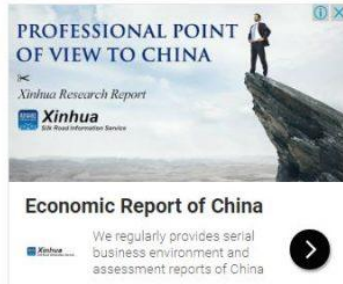 PROFESSIONAL POINT
OF VIEW TO CHINA
Xinhua Research Report
Xinhua
Silk Road Information Service
Economic Report of China
Xinhua
We regularly provides serial
business environment and
assessment reports of China